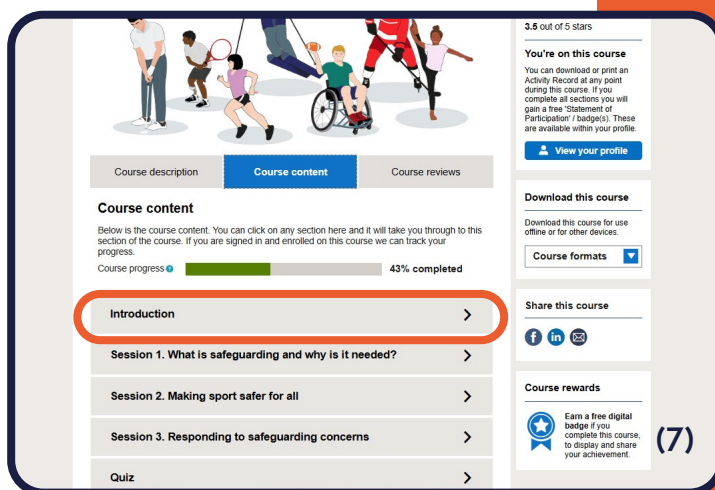 3.5 out of 5 stars
You're on this course
You can download or print an
Activity Record at any point
during this course. If you
complete all sections you will
gain a free 'Statement of
Participation' / badge(s). These
are available within your profile.
View your profile
Course description
Course content
Course reviews
Course content
Below is the course content. You can click on any section here and it will take you through to this
section of the course. If you are signed in and enrolled on this course we can track your
progress.
Course progress ?
43% completed
Introduction
Session 1. What is safeguarding and why is it needed?
Session 2. Making sport safer for all
Session 3. Responding to safeguarding concerns
Quiz
Download this course
Download this course for use
offline or for other devices.
Course formats
Share this course
f in
Course rewards
Earn a free digital
badge if you
complete this course,
to display and share
your achievement.
(7)